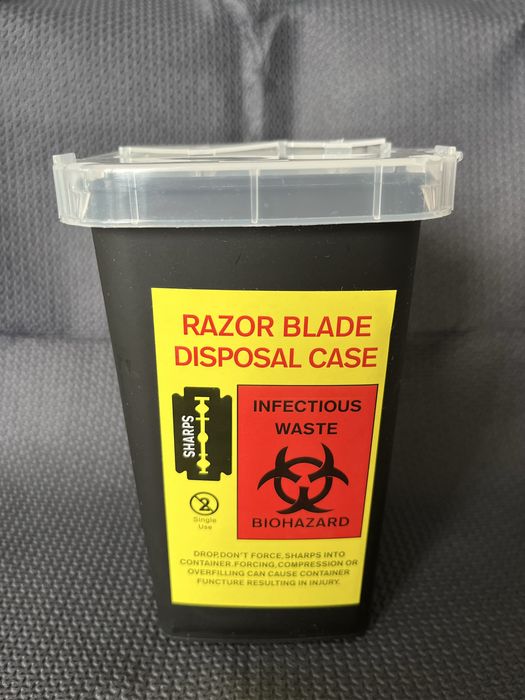 RAZOR BLADE
DISPOSAL CASE
SHARPS
INFECTIOUS
WASTE
BIOHAZARD
2
Single
Use
DROP,DON'T FORCE,SHARPS INTO
CONTAINER.FORCING,COMPRESSION OR
OVERFILLING CAN CAUSE CONTAINER
FUNCTURE RESULTING IN INJURY.